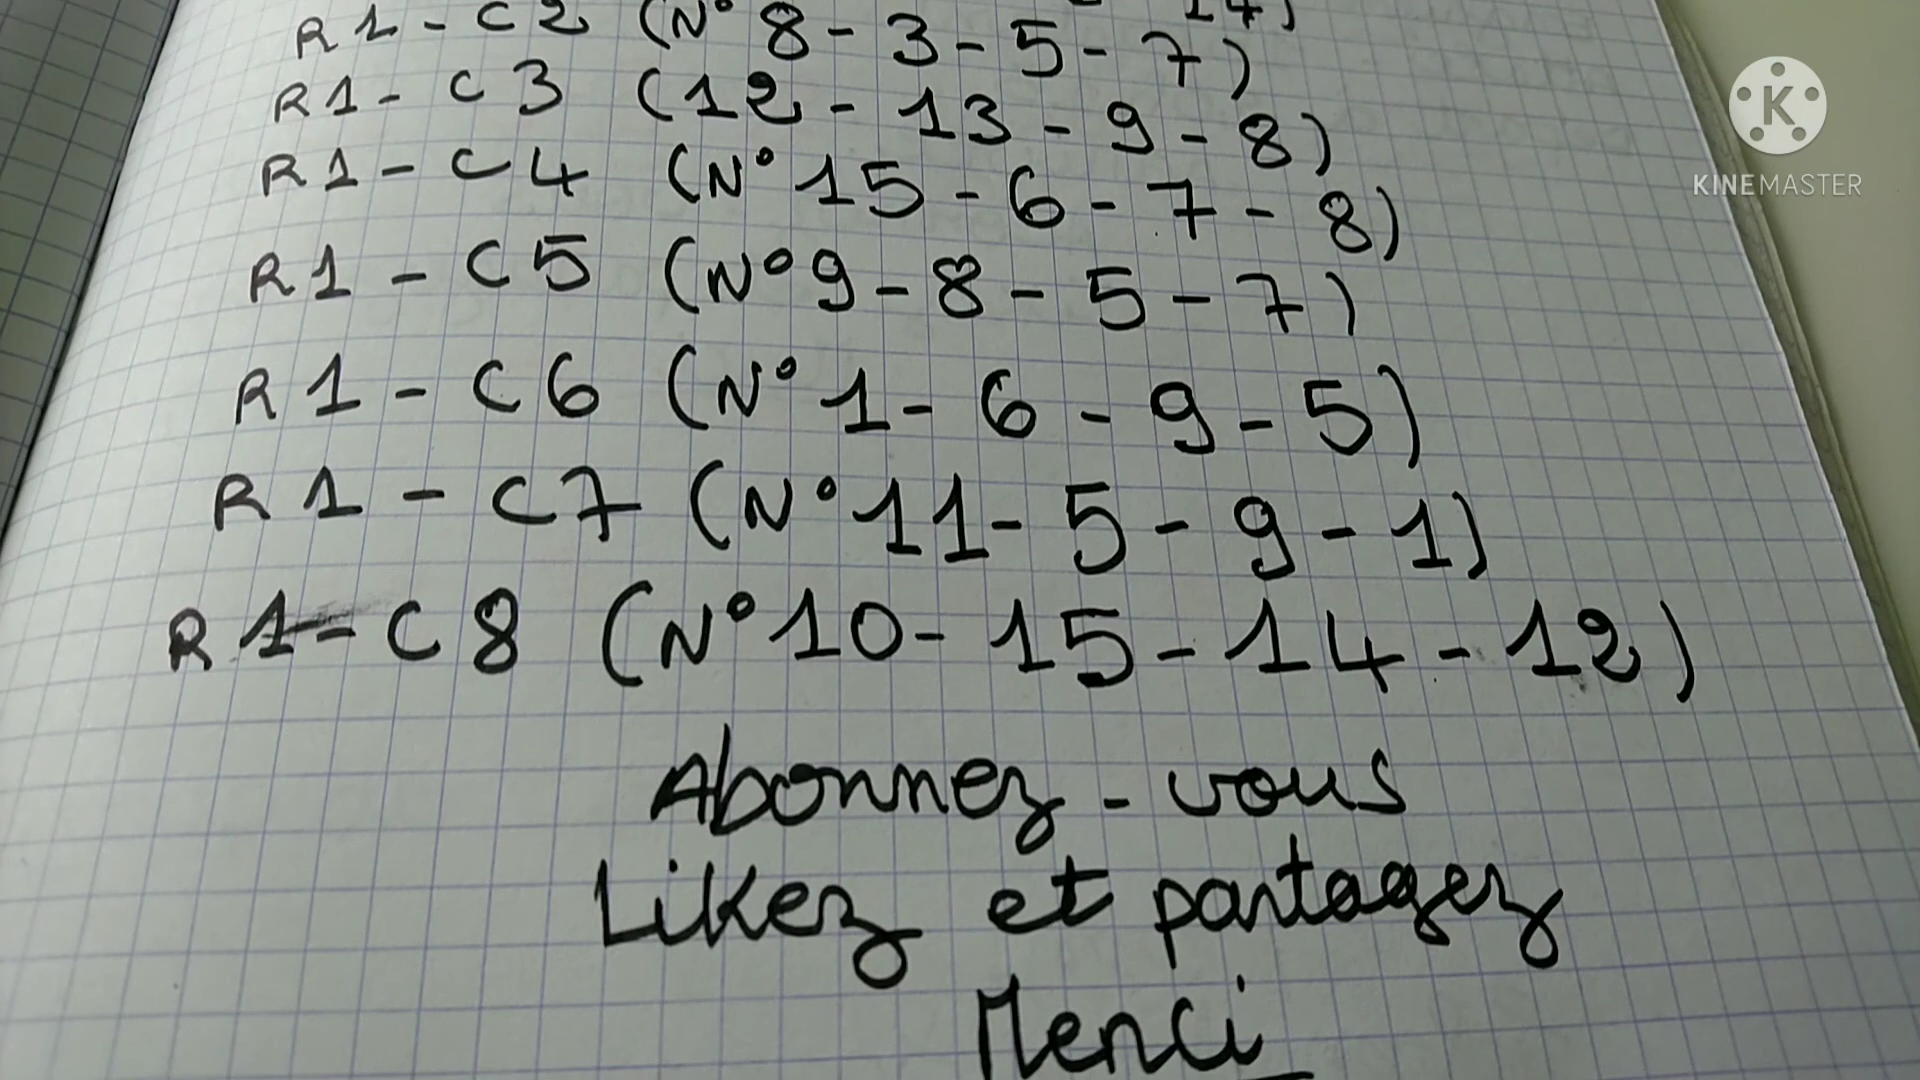 14)
R1 - C2 (N° 8 - 3 - 5 - 7)
R1 - C3 (12 - 13 - 9 - 8)
R1 - C4 (N° 15 - 6 - 7 - 8)
R1 - C5 (N° 9 - 8 - 5 - 7)
R1 - C6 (N° 1 - 6 - 9 - 5)
R1 - C7 (N° 11 - 5 - 9 - 1)
R1 - C8 (N° 10 - 15 - 14 - 12)
Abonnez - vous
Likez et partagez
Merci
K
KINEMASTER